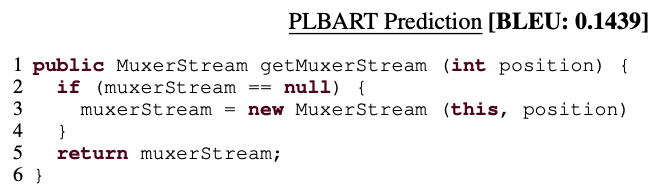 PLBART Prediction [BLEU: 0.1439]
1 public MuxerStream getMuxerStream (int position) {
2   if (muxerStream == null) {
3     muxerStream = new MuxerStream (this, position)
4   }
5   return muxerStream;
6 }